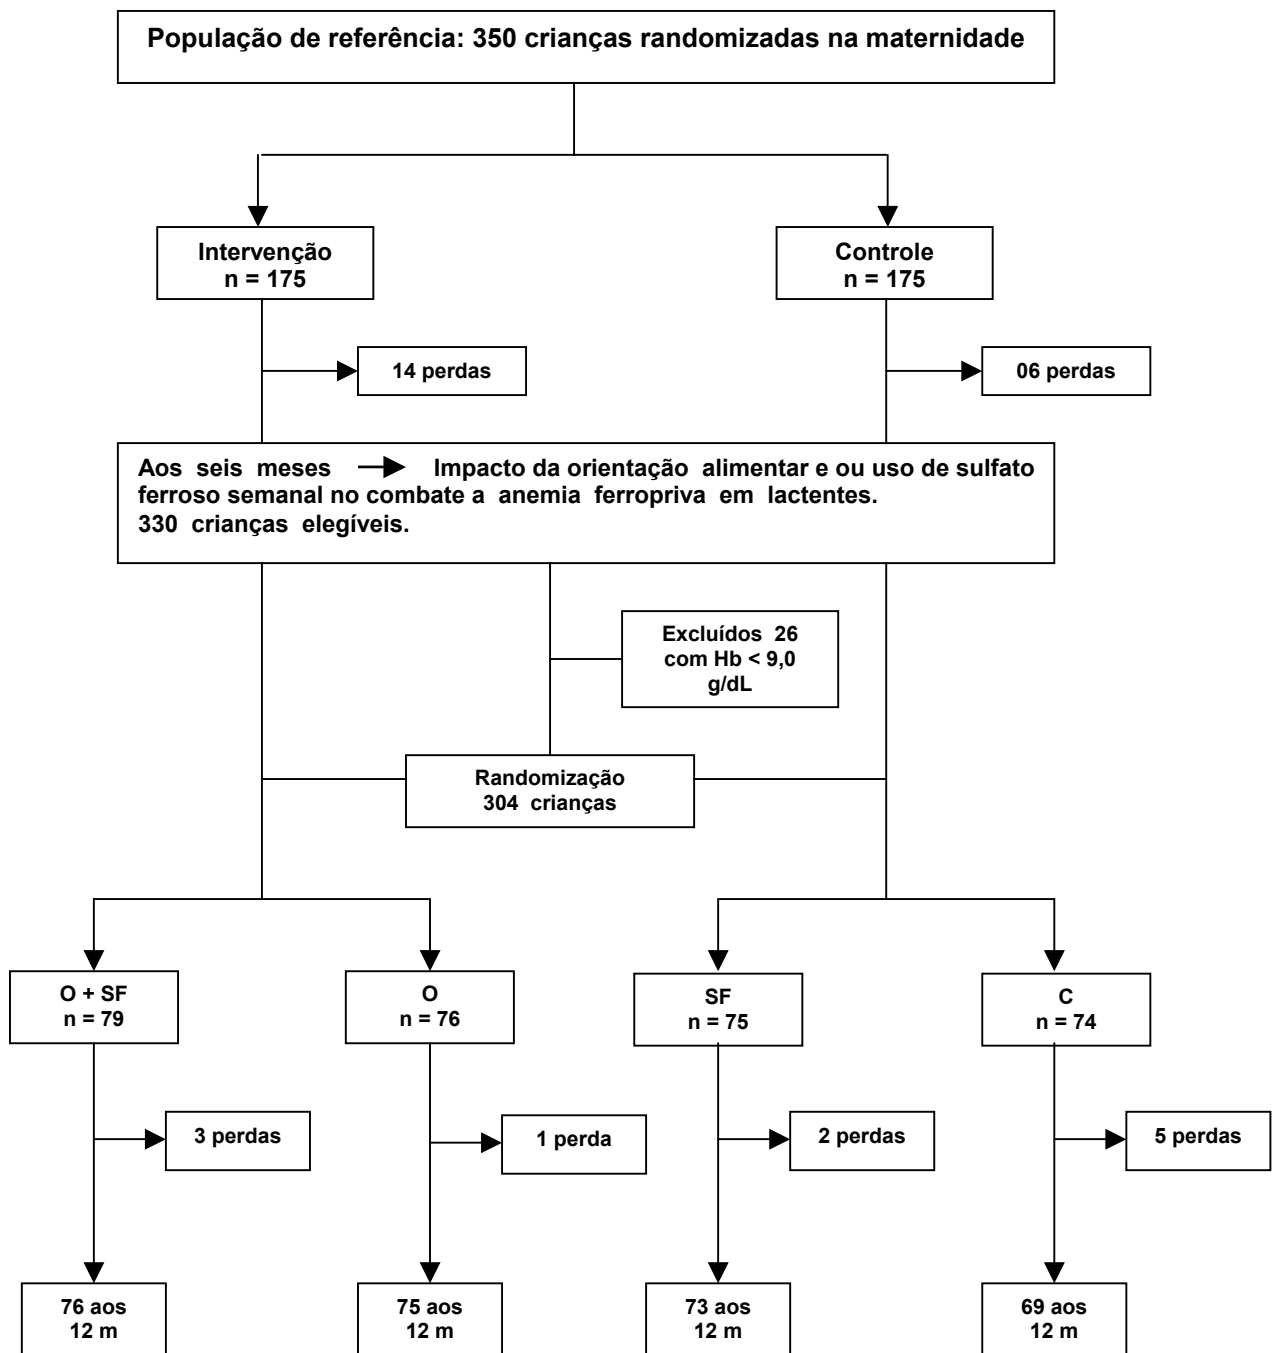 População de referência: 350 crianças randomizadas na maternidade
Intervenção
n = 175
Controle
n = 175
14 perdas
06 perdas
Aos seis meses → Impacto da orientação alimentar e ou uso de sulfato
ferroso semanal no combate a anemia ferropriva em lactentes.
330 crianças elegíveis.
Excluídos 26
com Hb < 9,0
g/dL
Randomização
304 crianças
O + SF
n = 79
O
n = 76
SF
n = 75
C
n = 74
3 perdas
1 perda
2 perdas
5 perdas
76 aos
12 m
75 aos
12 m
73 aos
12 m
69 aos
12 m